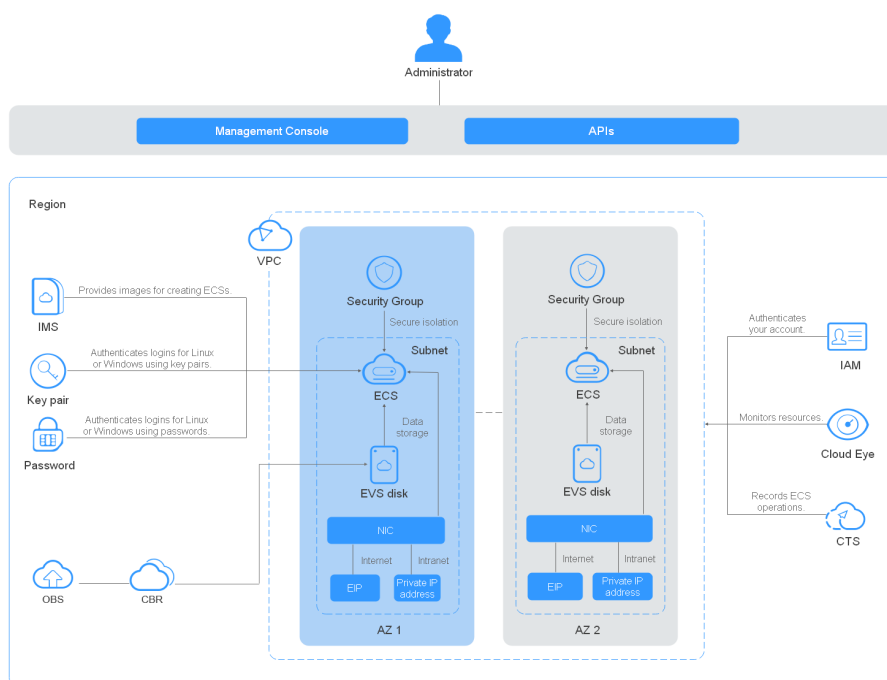 Administrator
Management Console
APIs
Region
VPC
IMS
Provides images for creating ECSs.
Key pair
Authenticates logins for Linux
or Windows using key pairs.
Password
Authenticates logins for Linux
or Windows using passwords.
OBS
CBR
Security Group
Secure isolation
Subnet
ECS
Data
storage
EVS disk
NIC
Internet
Intranet
EIP
Private IP
address
AZ 1
Security Group
Secure isolation
Subnet
ECS
Data
storage
EVS disk
NIC
Internet
Intranet
EIP
Private IP
address
AZ 2
Authenticates
your account.
IAM
Monitors resources.
Cloud Eye
Records ECS
operations.
CTS